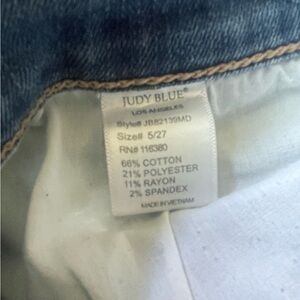 JUDY BLUE®
LOS ANGELES
Style# JB82139MD
Size# 5/27
RN# 116380
66% COTTON
21% POLYESTER
11% RAYON
2% SPANDEX
MADE IN VIETNAM